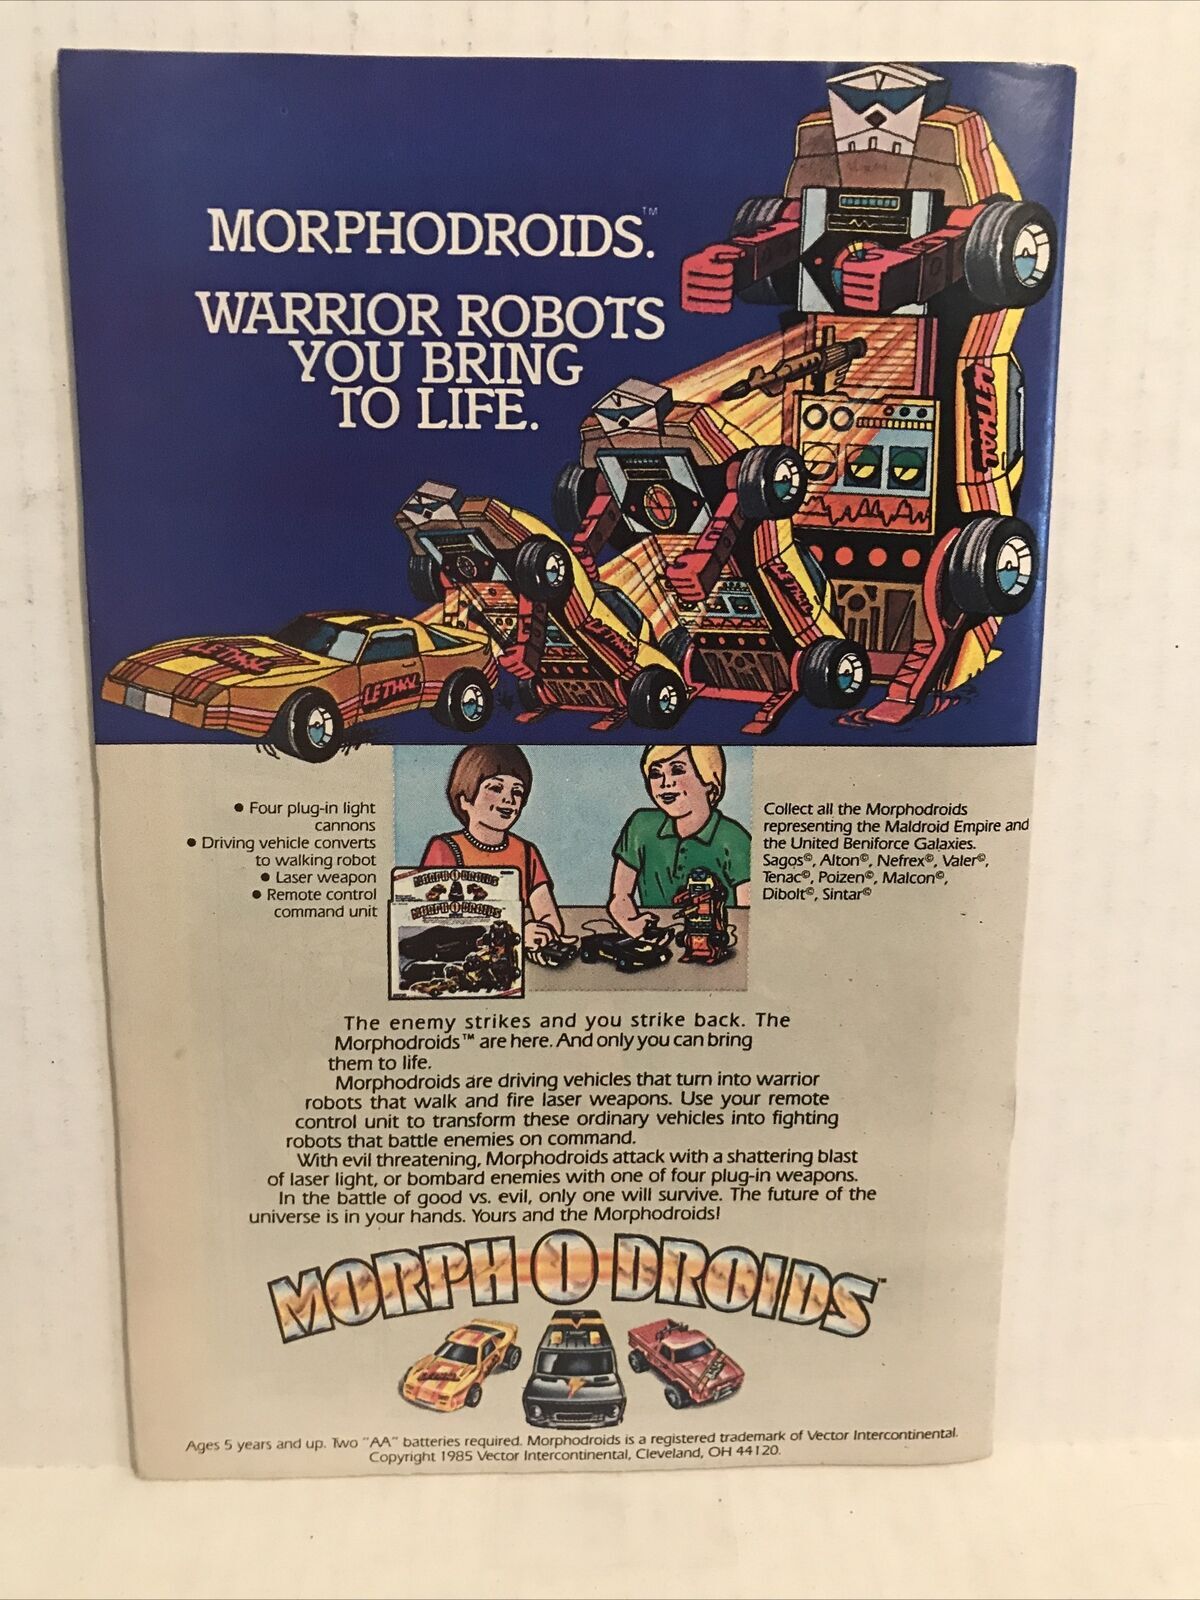 MORPHODROIDS.™
WARRIOR ROBOTS
YOU BRING
TO LIFE.
LETHAL
LETHAL
LETHAL
LETHAL
LETHAL
● Four plug-in light
cannons
● Driving vehicle converts
to walking robot
● Laser weapon
● Remote control
command unit
MORPH O DROIDS
MORPH O DROIDS
Collect all the Morphodroids
representing the Maldroid Empire and
the United Beniforce Galaxies.
Sagos©, Alton©, Nefrex©, Valer©,
Tenac©, Poizen©, Malcon©,
Dibolt©, Sintar©
The enemy strikes and you strike back. The
Morphodroids™ are here. And only you can bring
them to life.
Morphodroids are driving vehicles that turn into warrior
robots that walk and fire laser weapons. Use your remote
control unit to transform these ordinary vehicles into fighting
robots that battle enemies on command.
With evil threatening, Morphodroids attack with a shattering blast
of laser light, or bombard enemies with one of four plug-in weapons.
In the battle of good vs. evil, only one will survive. The future of the
universe is in your hands. Yours and the Morphodroids!
MORPH O DROIDS™
Ages 5 years and up. Two "AA" batteries required. Morphodroids is a registered trademark of Vector Intercontinental.
Copyright 1985 Vector Intercontinental, Cleveland, OH 44120.